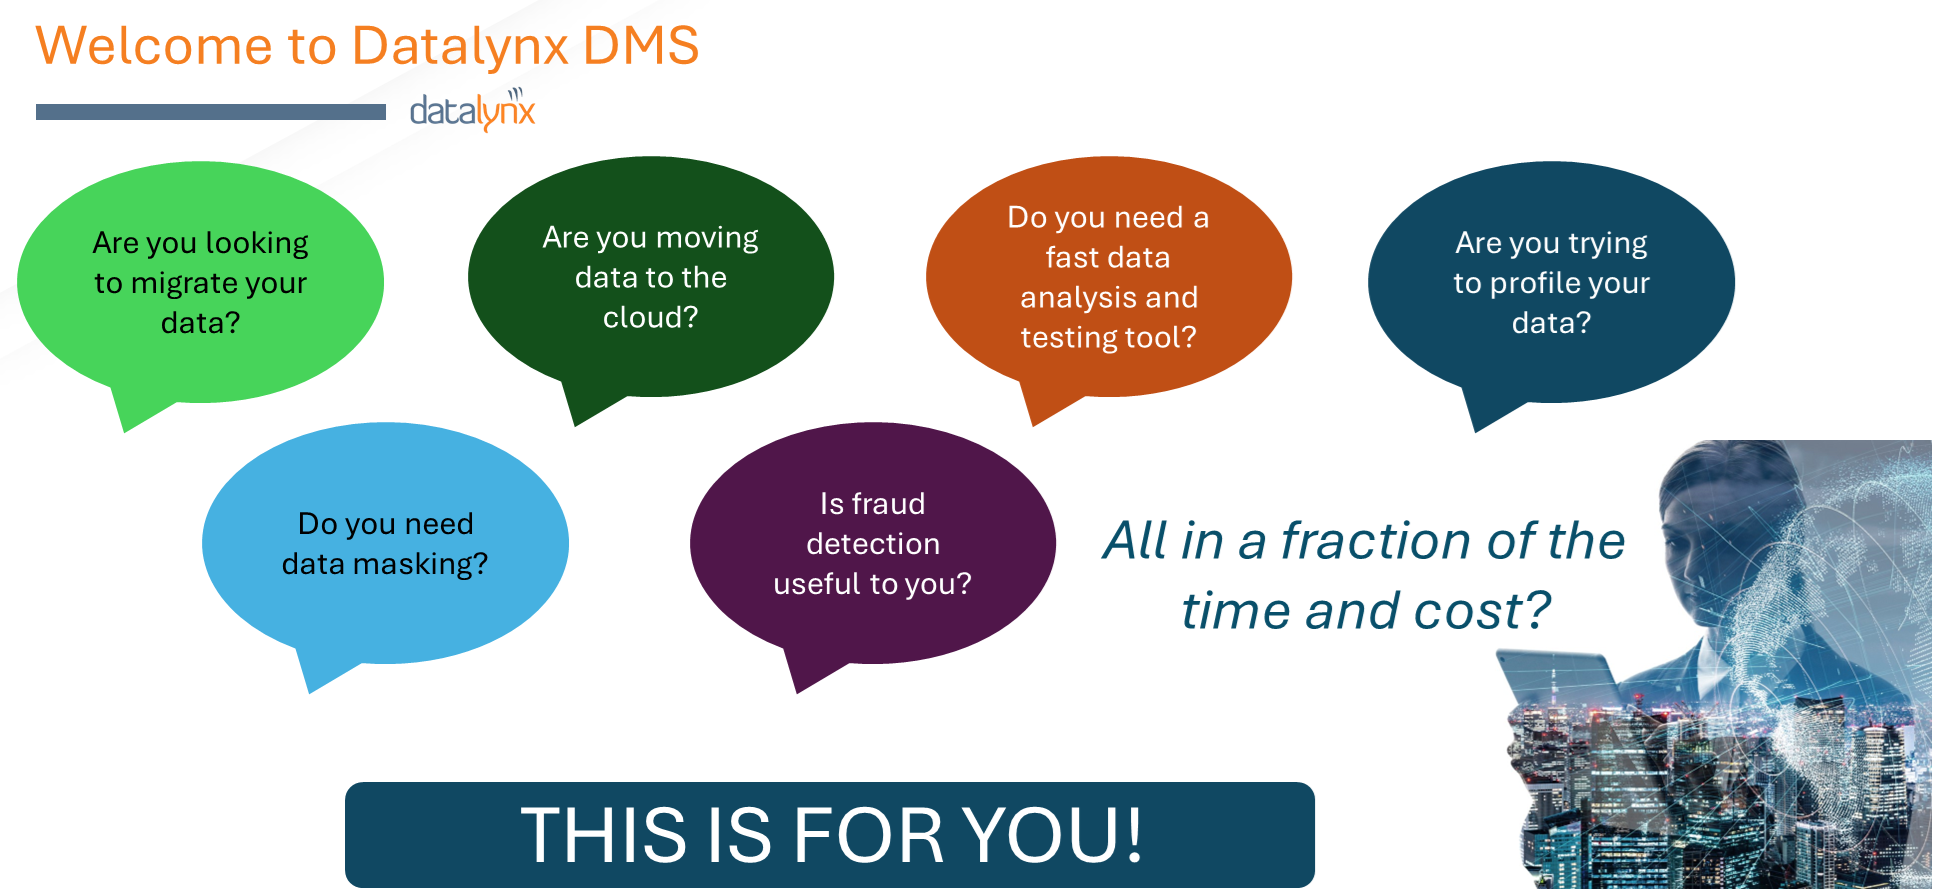 Welcome to Datalynx DMS
datalynx
Are you looking
to migrate your
data?
Are you moving
data to the
cloud?
Do you need a
fast data
analysis and
testing tool?
Are you trying
to profile your
data?
Do you need
data masking?
Is fraud
detection
useful to you?
All in a fraction of the
time and cost?
THIS IS FOR YOU!